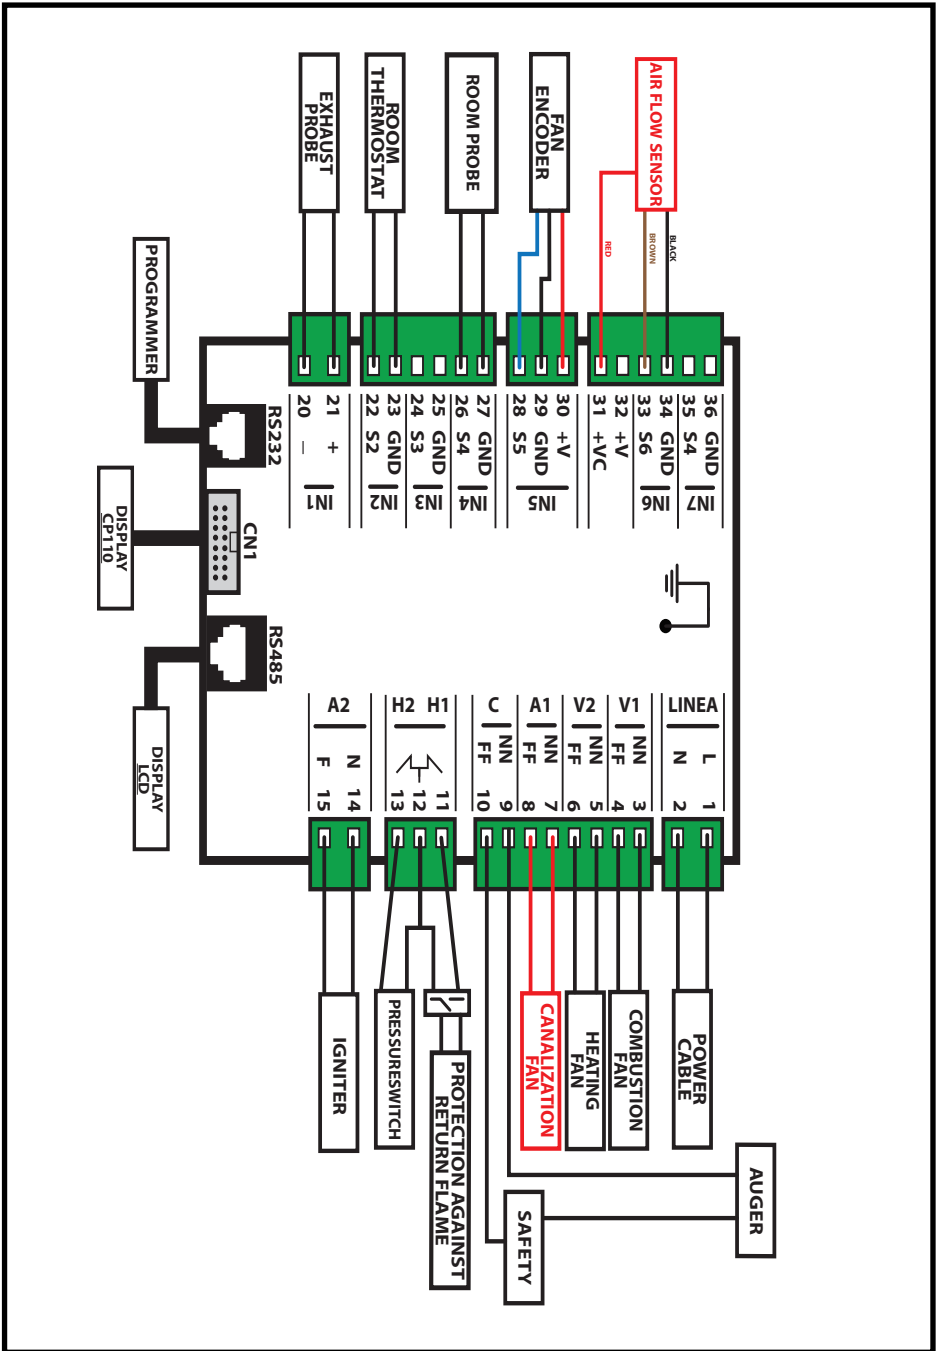 EXHAUST
PROBE
ROOM
THERMOSTAT
ROOM PROBE
FAN
ENCODER
AIR FLOW SENSOR
RED
BROWN
BLACK
PROGRAMMER
DISPLAY
CP110
DISPLAY
LCD
RS232
CN1
RS485
20 —
21 +
IN1
22 S2
23 GND
IN2
24 S3
25 GND
IN3
26 S4
27 GND
IN4
28 S5
29 GND
30 +V
IN5
31 +VC
32 +V
33 S6
34 GND
IN6
35 S4
36 GND
IN7
A2
F 15
N 14
H2 H1
13
12
11
C
FF 10
NN 9
A1
FF 8
NN 7
V2
FF 6
NN 5
V1
FF 4
NN 3
LINEA
N 2
L 1
IGNITER
PRESSURESWITCH
PROTECTION AGAINST
RETURN FLAME
CANALIZATION
FAN
HEATING
FAN
COMBUSTION
FAN
POWER
CABLE
SAFETY
AUGER